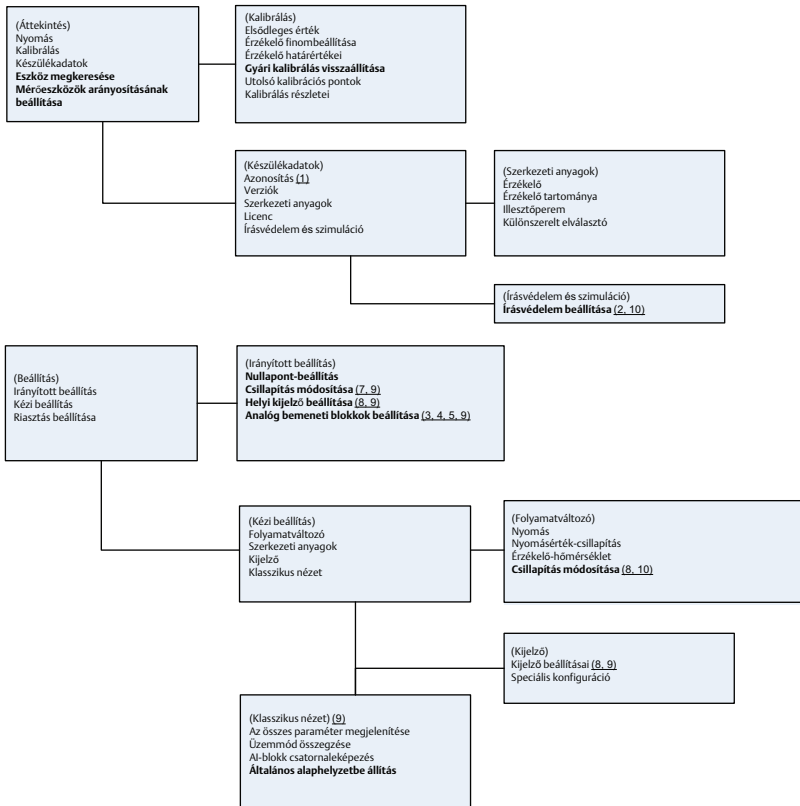 (Áttekintés)
Nyomás
Kalibrálás
Készülékadatok
Eszköz megkeresése
Mérőeszközök arányosításának
beállítása
(Kalibrálás)
Elsődleges érték
Érzékelő finombeállítása
Érzékelő határértékei
Gyári kalibrálás visszaállítása
Utolsó kalibrációs pontok
Kalibrálás részletei
(Készülékadatok)
Azonosítás (1)
Verziók
Szerkezeti anyagok
Licenc
Írásvédelem és szimuláció
(Szerkezeti anyagok)
Érzékelő
Érzékelő tartománya
Illesztőperem
Különszerelt elválasztó
(Írásvédelem és szimuláció)
Írásvédelem beállítása (2, 10)
(Beállítás)
Irányított beállítás
Kézi beállítás
Riasztás beállítása
(Irányított beállítás)
Nullapont-beállítás
Csillapítás módosítása (7, 9)
Helyi kijelző beállítása (8, 9)
Analóg bemeneti blokkok beállítása (3, 4, 5, 9)
(Kézi beállítás)
Folyamatváltozó
Szerkezeti anyagok
Kijelző
Klasszikus nézet
(Folyamatváltozó)
Nyomás
Nyomásérték-csillapítás
Érzékelő-hőmérséklet
Csillapítás módosítása (8, 10)
(Kijelző)
Kijelző beállításai (8, 9)
Speciális konfiguráció
(Klasszikus nézet) (9)
Az összes paraméter megjelenítése
Üzemmód összegzése
AI-blokk csatornaleképezés
Általános alaphelyzetbe állítás